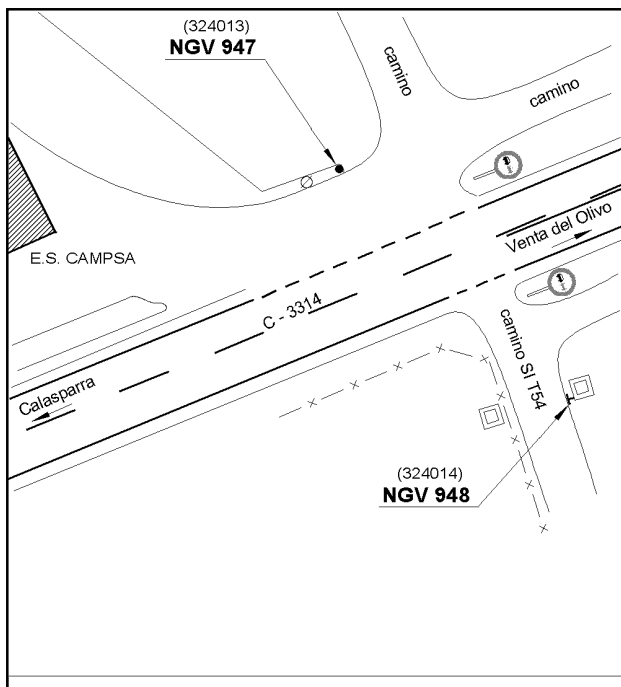 (324013)
NGV 947
camino
camino
Venta del Olivo
E.S. CAMPSA
C - 3314
Calasparra
camino SI T54
(324014)
NGV 948